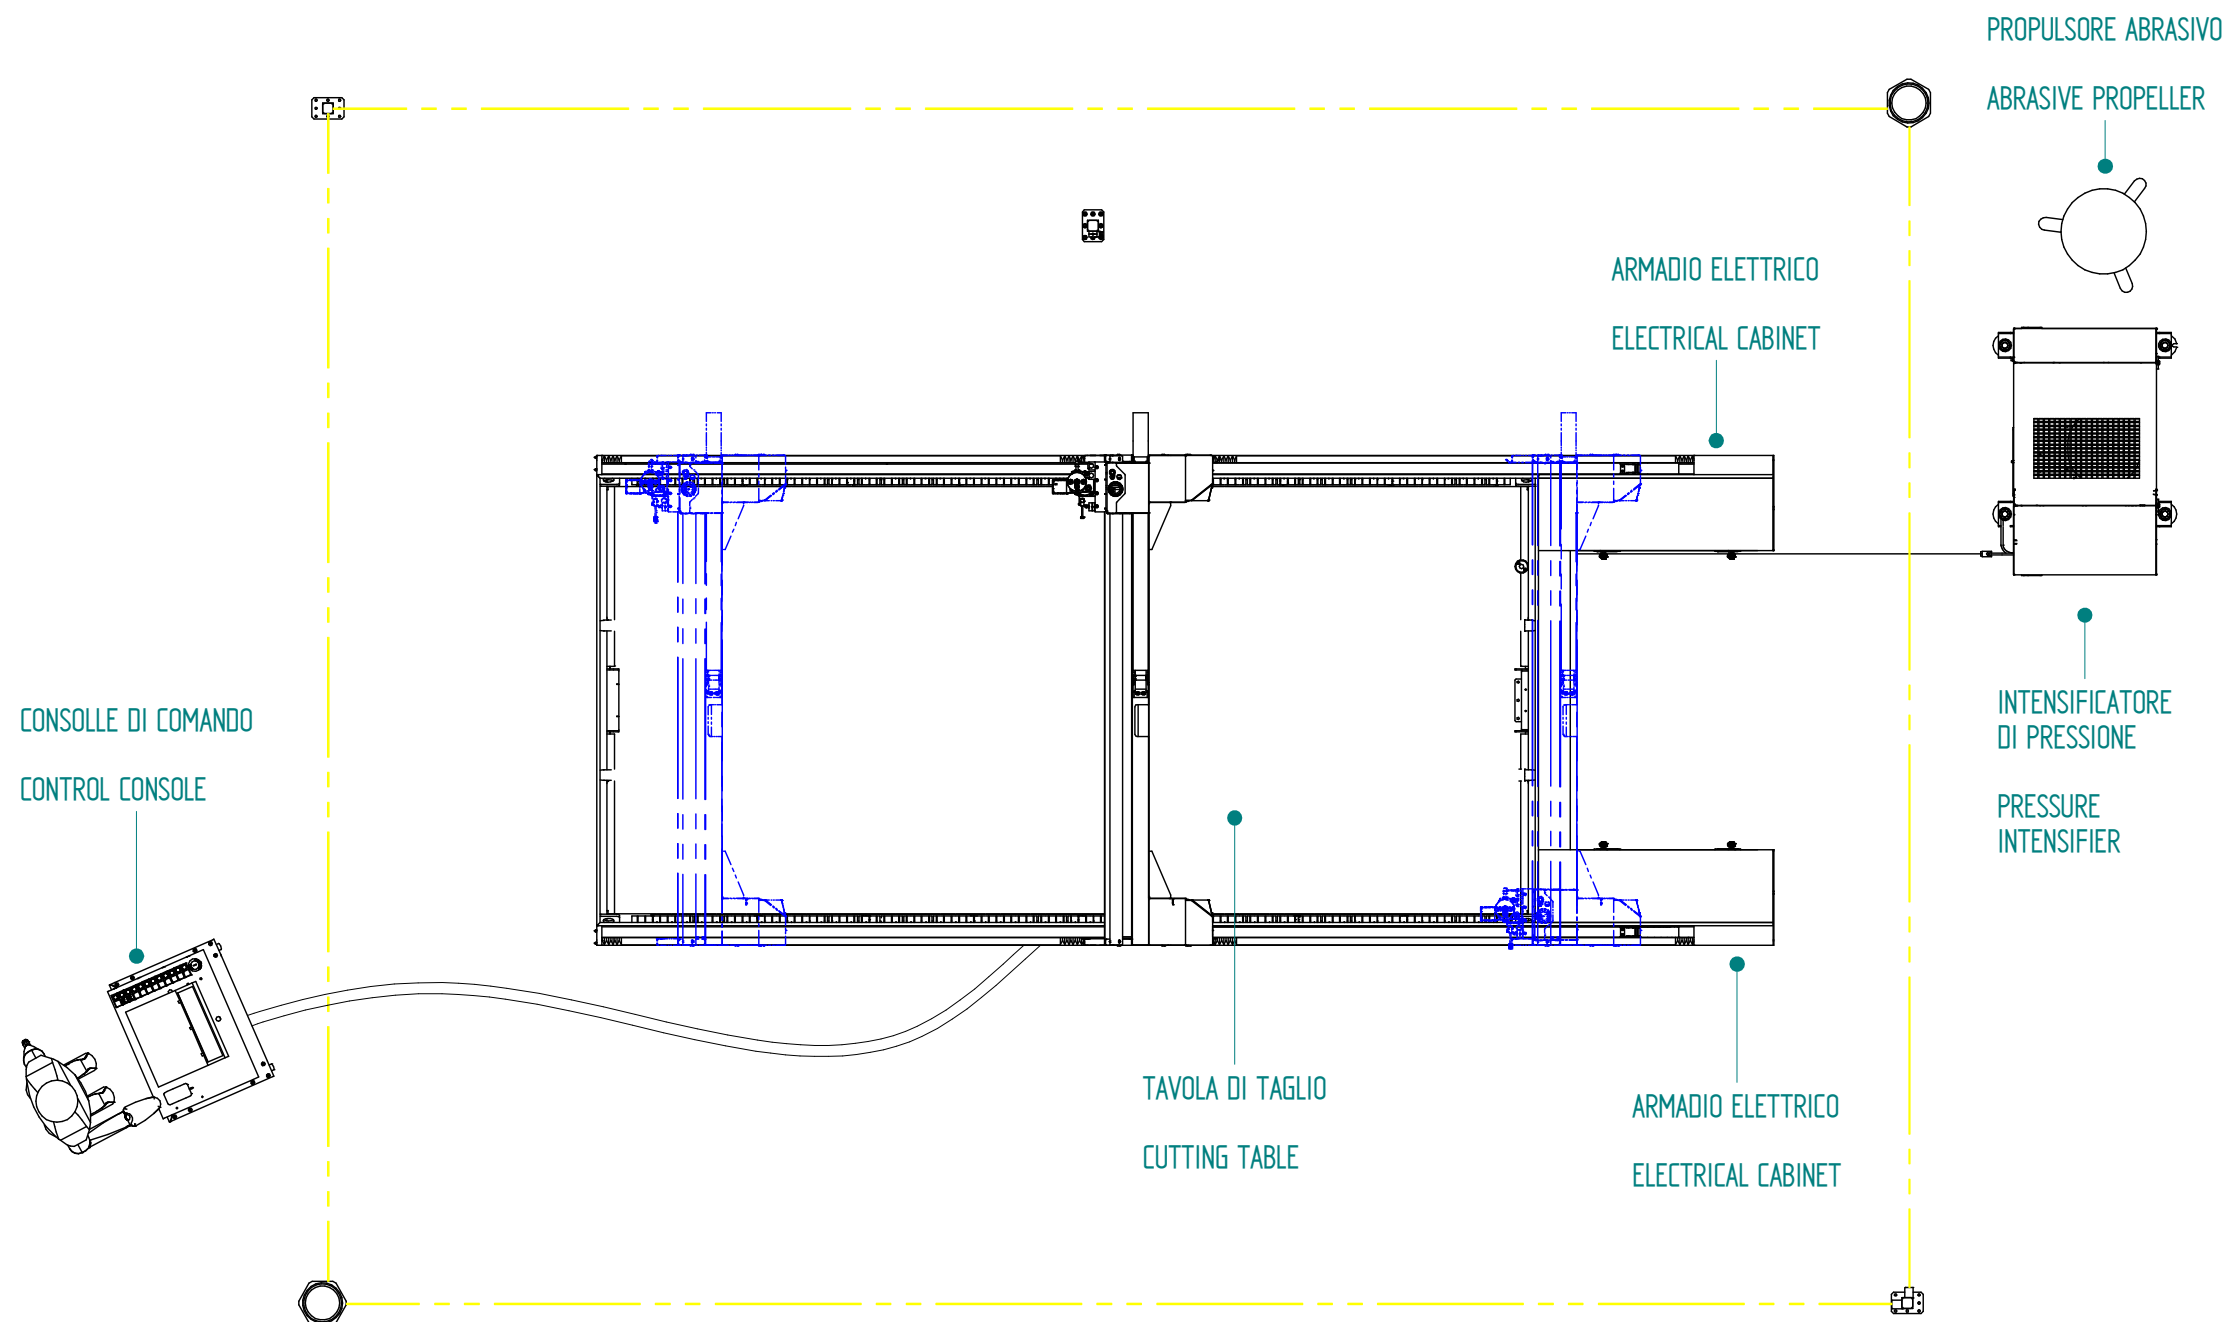 PROPULSORE ABRASIVO
ABRASIVE PROPELLER
ARMADIO ELETTRICO
ELECTRICAL CABINET
CONSOLLE DI COMANDO
CONTROL CONSOLE
INTENSIFICATORE
DI PRESSIONE
PRESSURE
INTENSIFIER
TAVOLA DI TAGLIO
CUTTING TABLE
ARMADIO ELETTRICO
ELECTRICAL CABINET